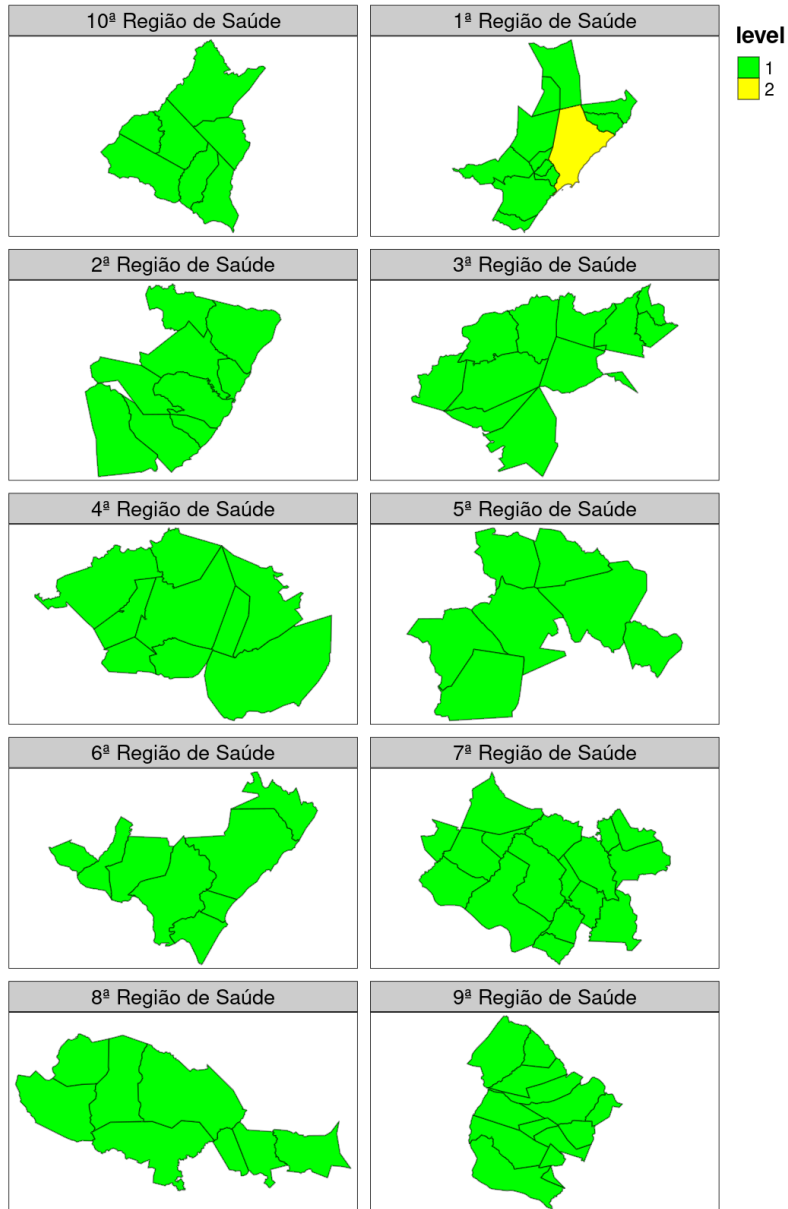 10ª Região de Saúde
1ª Região de Saúde
level
1
2
2ª Região de Saúde
3ª Região de Saúde
4ª Região de Saúde
5ª Região de Saúde
6ª Região de Saúde
7ª Região de Saúde
8ª Região de Saúde
9ª Região de Saúde